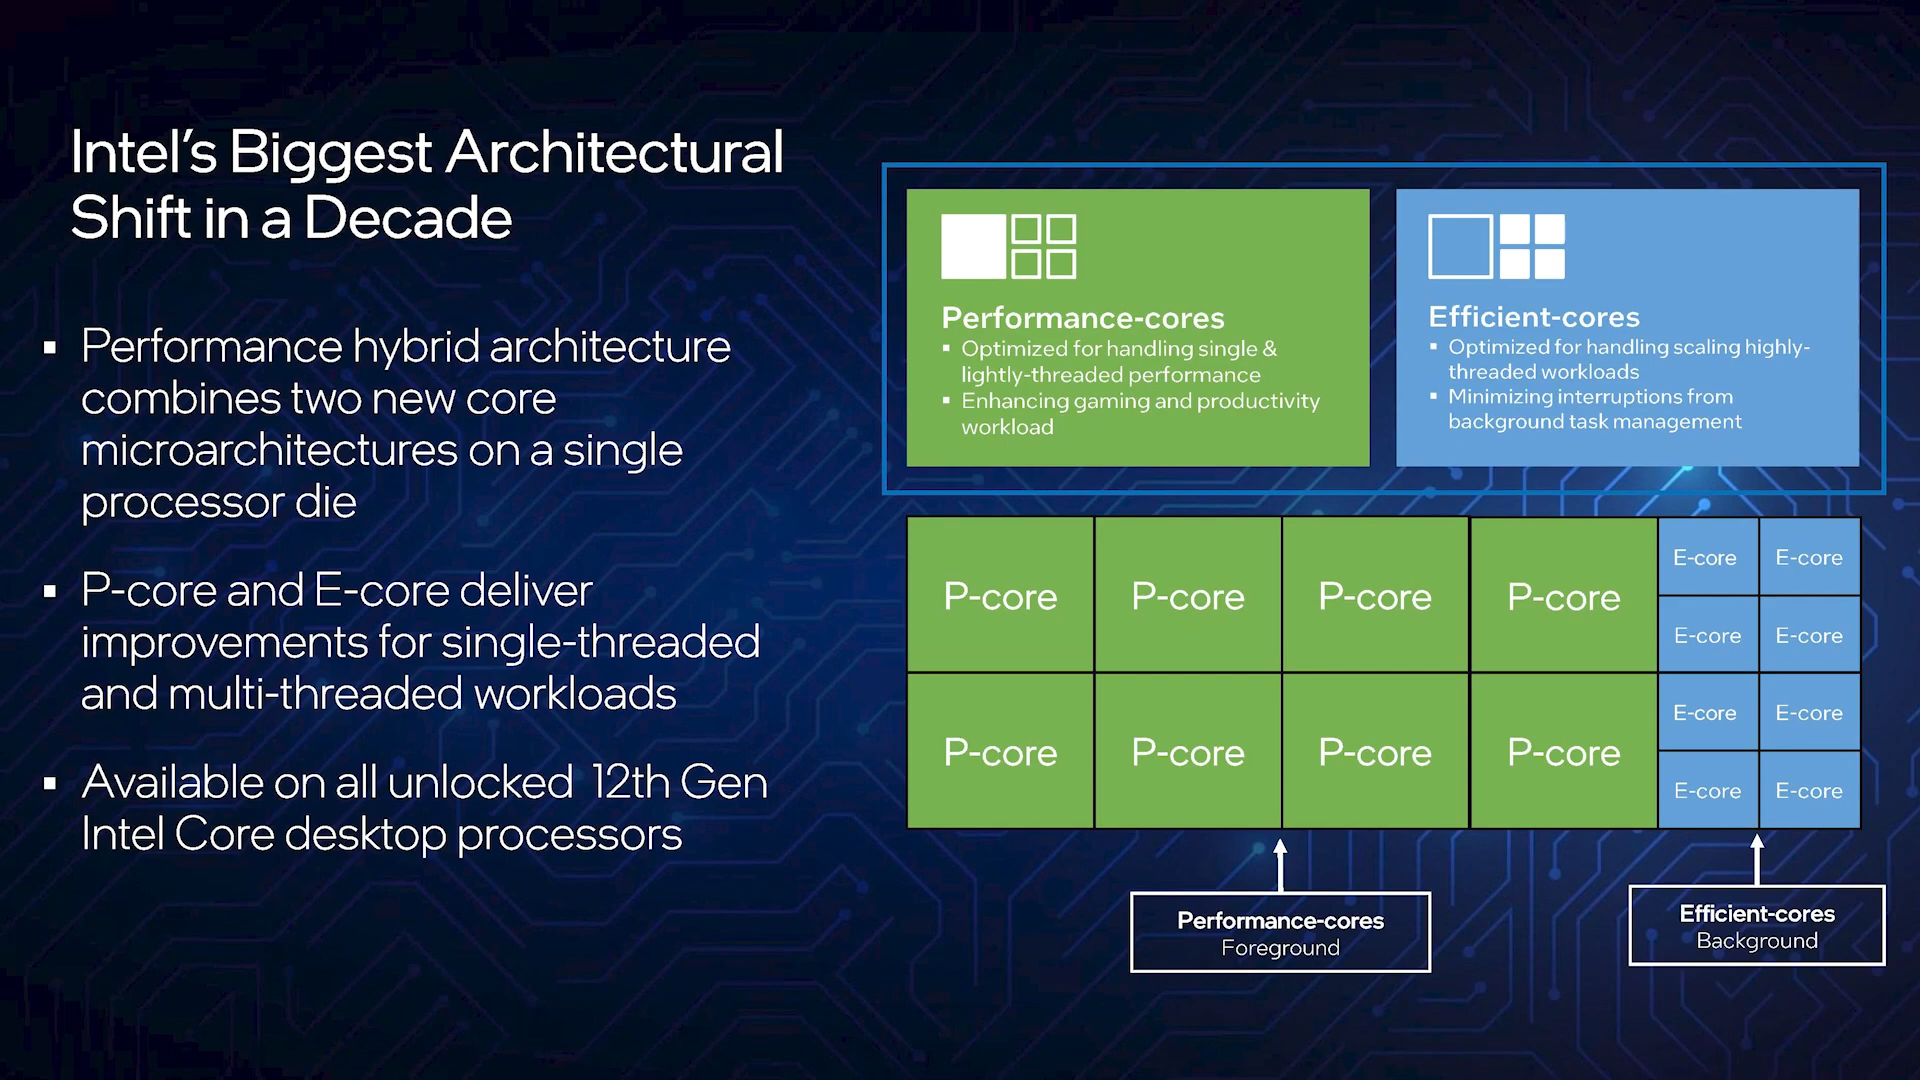 Intel's Biggest Architectural
Shift in a Decade
▪ Performance hybrid architecture
combines two new core
microarchitectures on a single
processor die
▪ P-core and E-core deliver
improvements for single-threaded
and multi-threaded workloads
▪ Available on all unlocked 12th Gen
Intel Core desktop processors
Performance-cores
▪ Optimized for handling single &
lightly-threaded performance
▪ Enhancing gaming and productivity
workload
Efficient-cores
▪ Optimized for handling scaling highly-
threaded workloads
▪ Minimizing interruptions from
background task management
P-core P-core P-core P-core
E-core E-core
E-core E-core
P-core P-core P-core P-core
E-core E-core
E-core E-core
Performance-cores
Foreground
Efficient-cores
Background